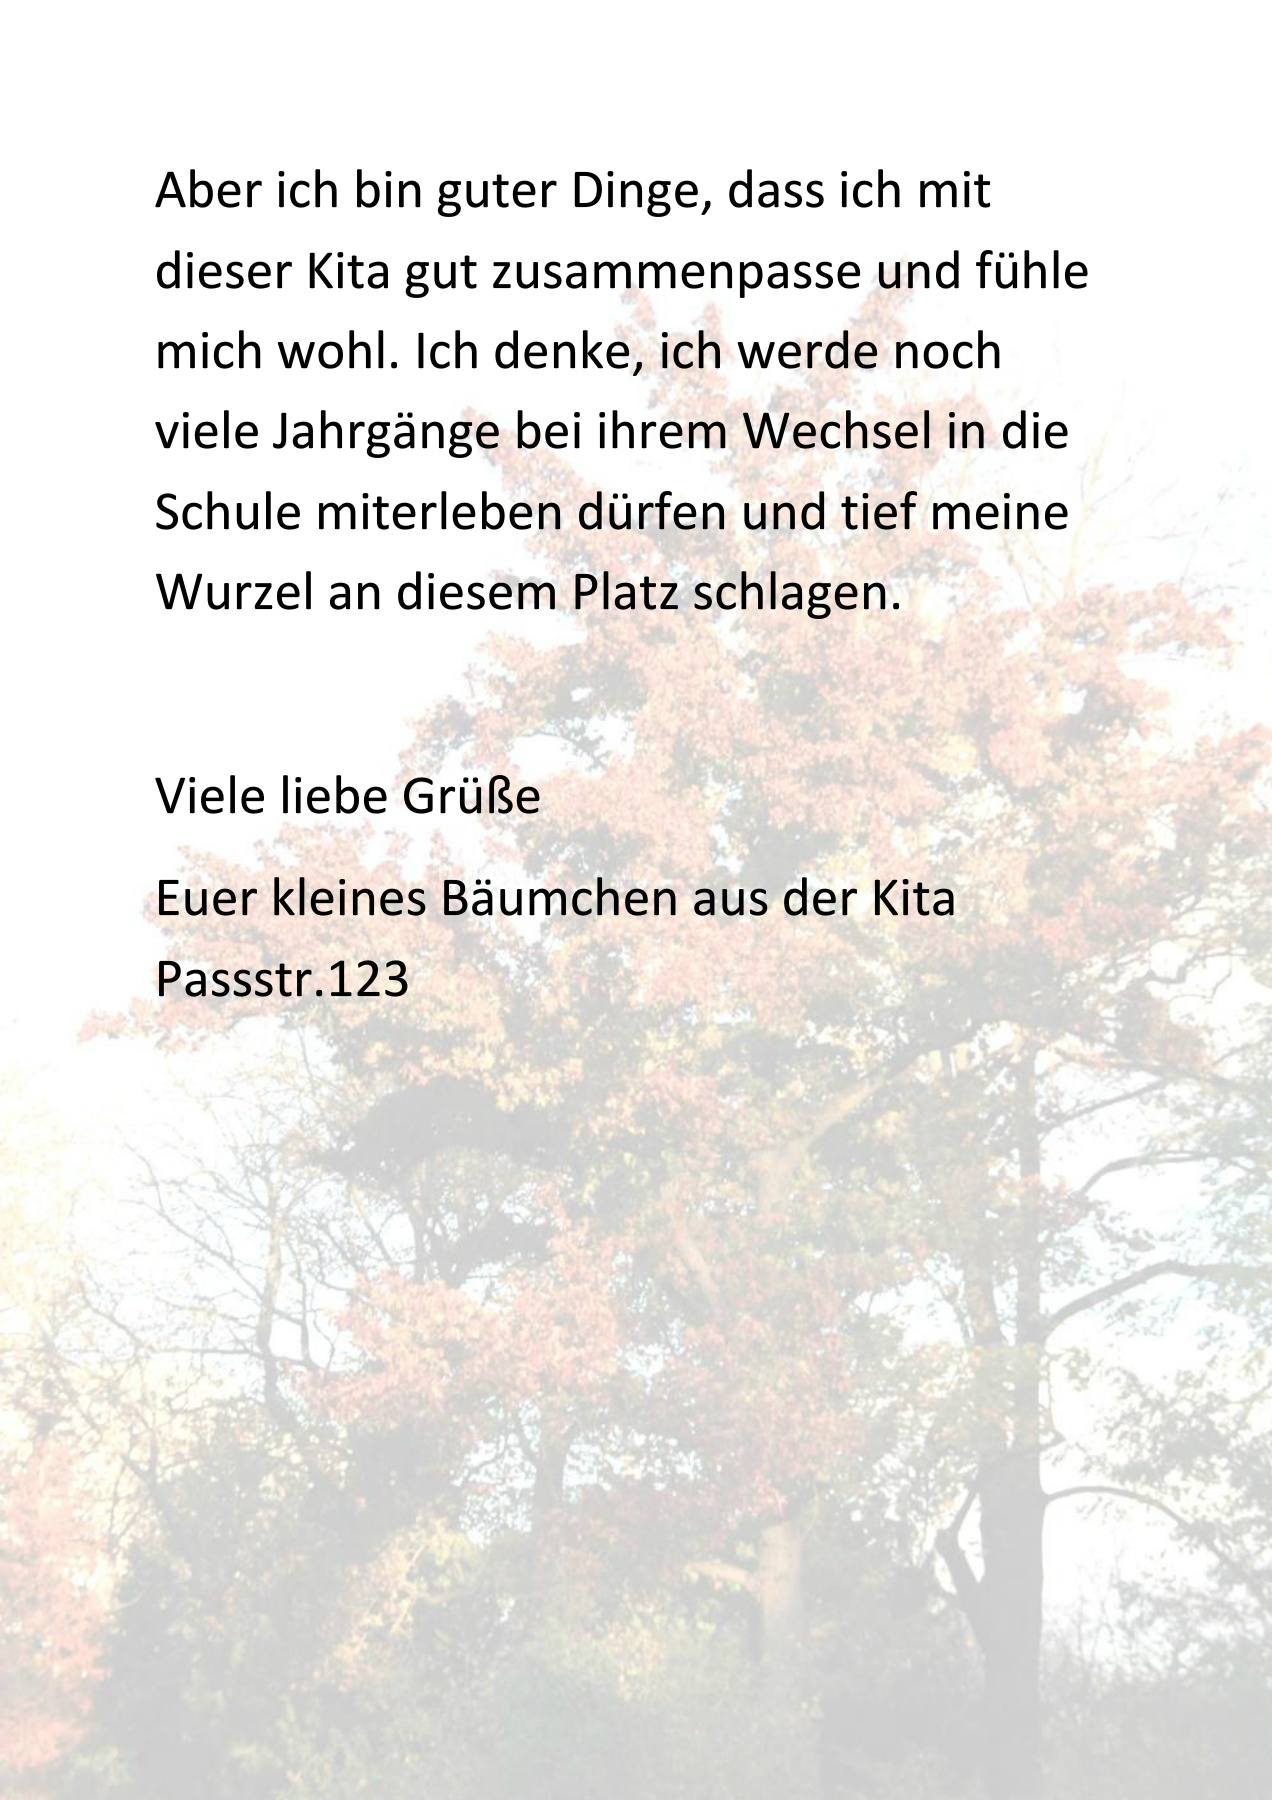 Aber ich bin guter Dinge, dass ich mit
dieser Kita gut zusammenpasse und fühle
mich wohl. Ich denke, ich werde noch
viele Jahrgänge bei ihrem Wechsel in die
Schule miterleben dürfen und tief meine
Wurzel an diesem Platz schlagen.
Viele liebe Grüße
Euer kleines Bäumchen aus der Kita
Passstr.123